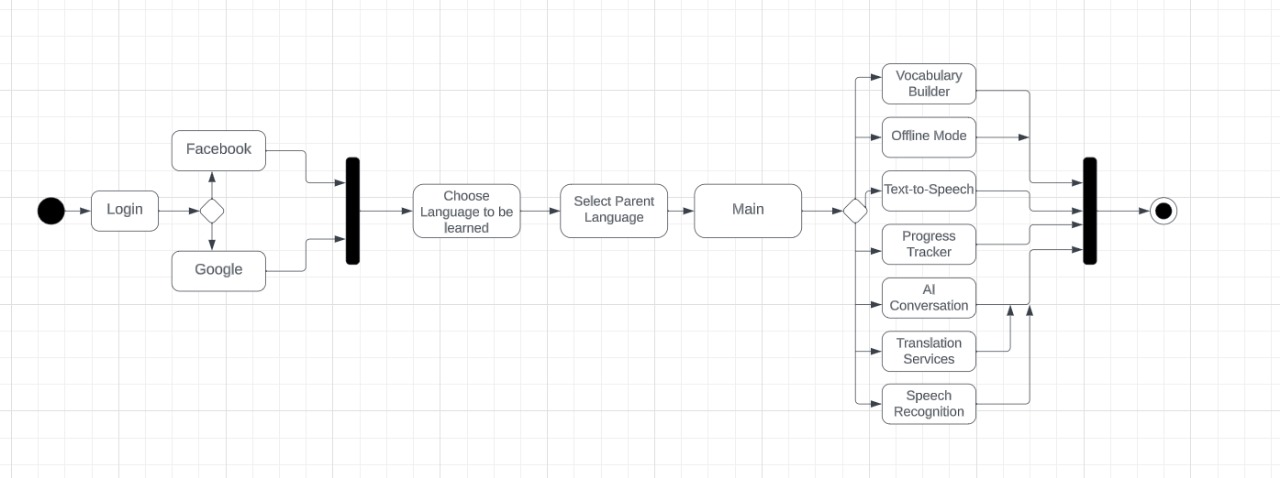 Login
Facebook
Google
Choose
Language to be
learned
Select Parent
Language
Main
Vocabulary
Builder
Offline Mode
Text-to-Speech
Progress
Tracker
AI
Conversation
Translation
Services
Speech
Recognition